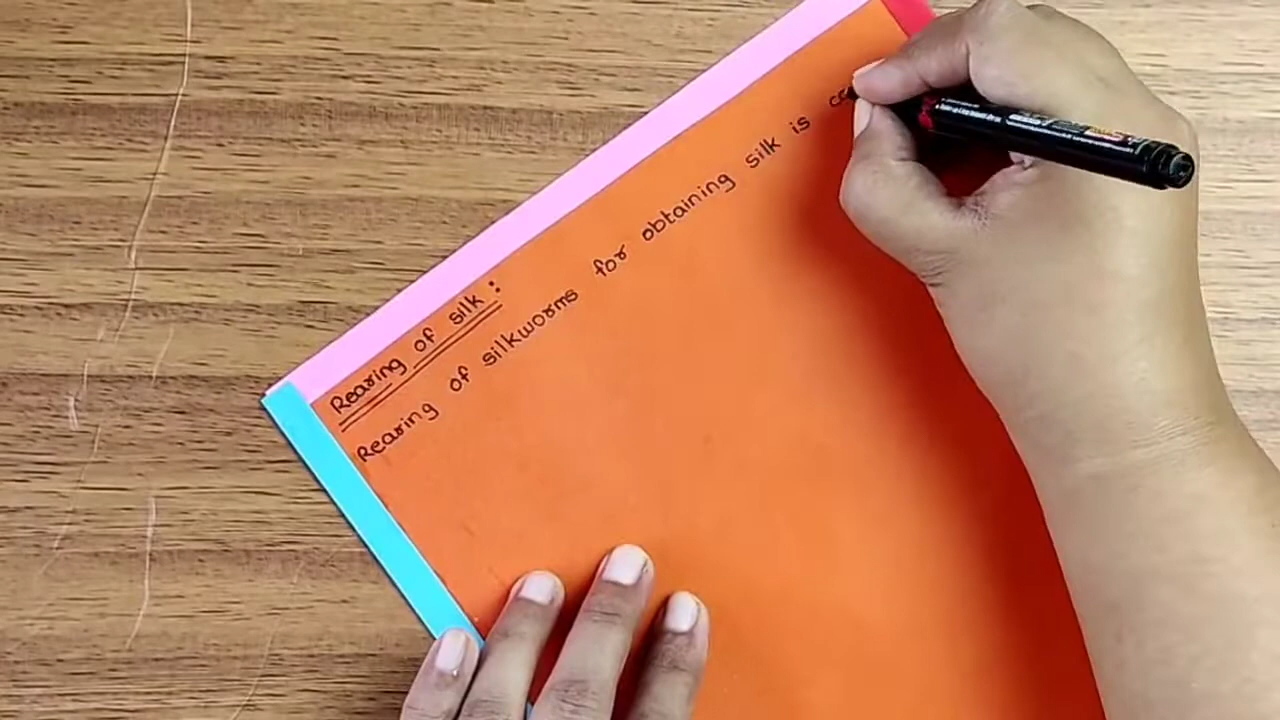 Rearing of silk :
Rearing of silkworms for obtaining silk is